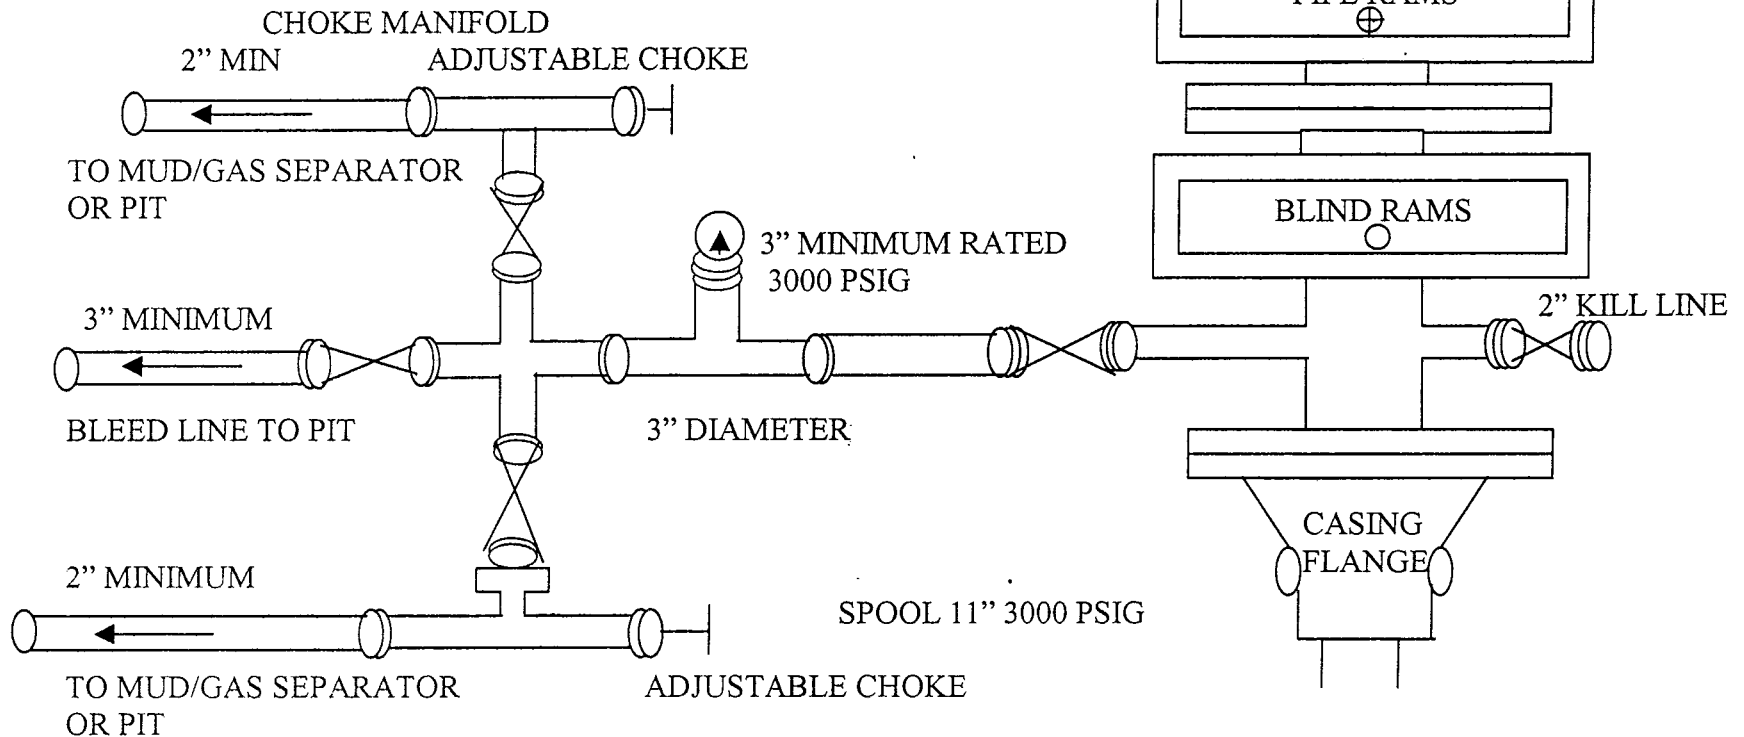 CHOKE MANIFOLD
2” MIN
ADJUSTABLE CHOKE
TO MUD/GAS SEPARATOR
OR PIT
PIPE RAMS
BLIND RAMS
3” MINIMUM RATED
3000 PSIG
2” KILL LINE
3” MINIMUM
BLEED LINE TO PIT
3” DIAMETER
CASING
FLANGE
2” MINIMUM
SPOOL 11” 3000 PSIG
TO MUD/GAS SEPARATOR
OR PIT
ADJUSTABLE CHOKE